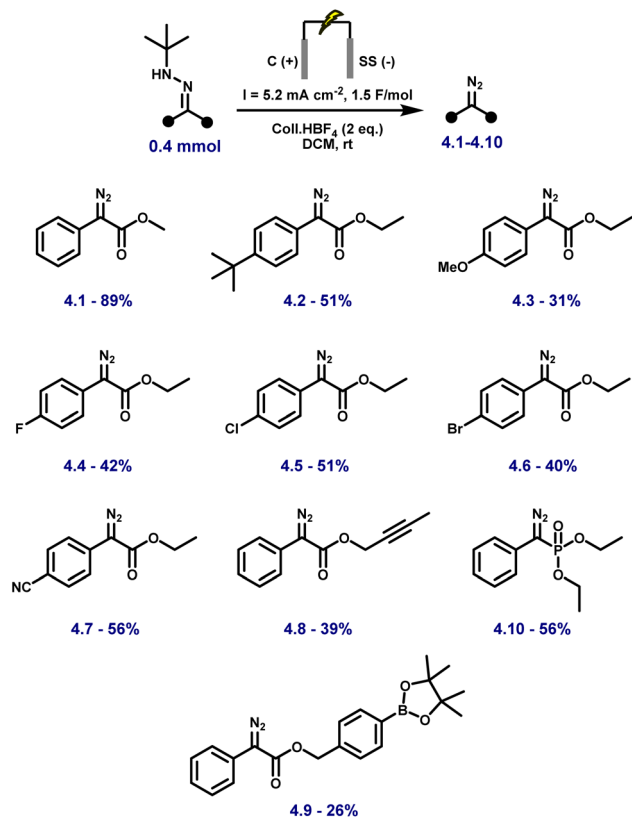 HN
N
C (+)
SS (-)
I = 5.2 mA cm-2, 1.5 F/mol
Coll.HBF4 (2 eq.)
DCM, rt
0.4 mmol
N2
4.1-4.10
N2
O
O
4.1 - 89%
N2
O
O
4.2 - 51%
N2
O
O
MeO
4.3 - 31%
N2
O
O
F
4.4 - 42%
N2
O
O
Cl
4.5 - 51%
N2
O
O
Br
4.6 - 40%
N2
O
O
NC
4.7 - 56%
N2
O
O
4.8 - 39%
N2
O
P
O
O
4.10 - 56%
N2
O
O
O
B
O
4.9 - 26%